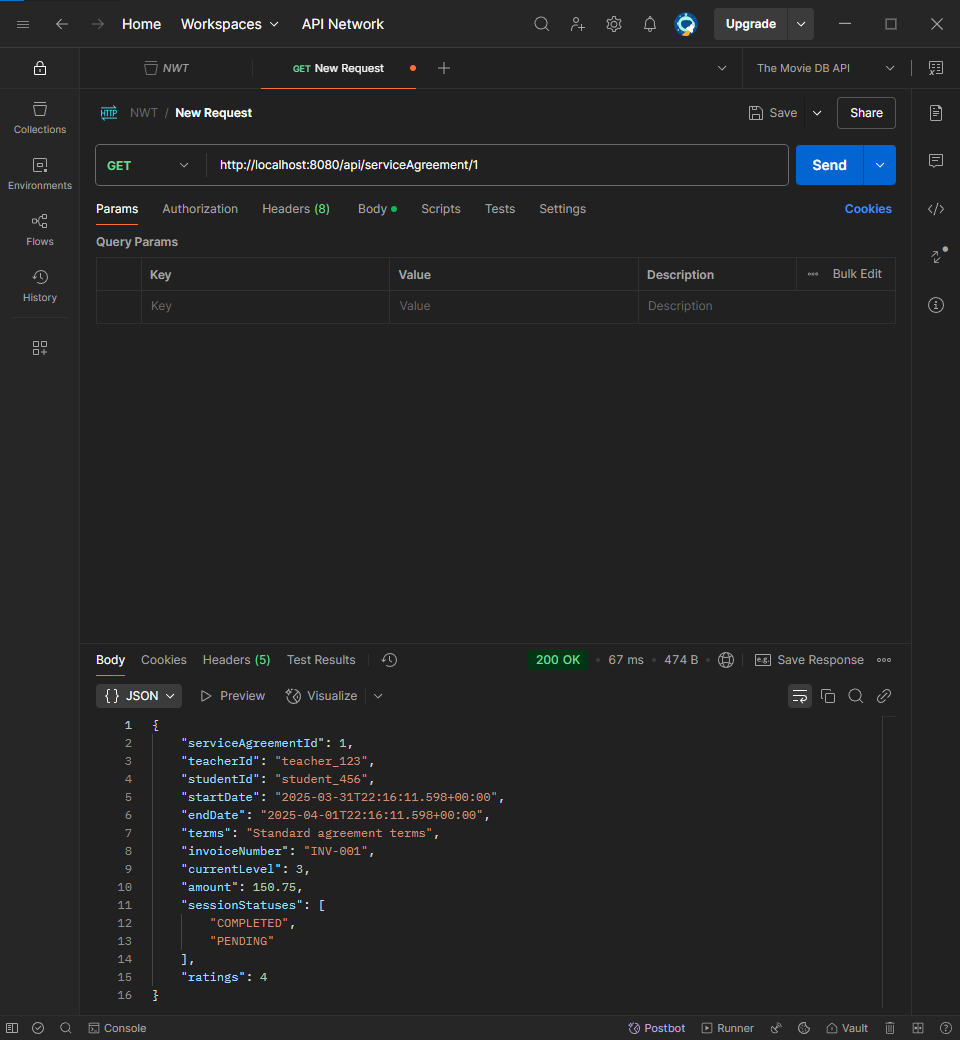 Home Workspaces API Network Upgrade
NWT GET New Request The Movie DB API
HTTP NWT / New Request Save Share
GET http://localhost:8080/api/serviceAgreement/1 Send
Params Authorization Headers (8) Body Scripts Tests Settings Cookies
Query Params
Key Value Description Bulk Edit
Key Value Description
Collections
Environments
Flows
History
Body Cookies Headers (5) Test Results 200 OK 67 ms 474 B e.g. Save Response
{} JSON Preview Visualize
1 {
2 "serviceAgreementId": 1,
3 "teacherId": "teacher_123",
4 "studentId": "student_456",
5 "startDate": "2025-03-31T22:16:11.598+00:00",
6 "endDate": "2025-04-01T22:16:11.598+00:00",
7 "terms": "Standard agreement terms",
8 "invoiceNumber": "INV-001",
9 "currentLevel": 3,
10 "amount": 150.75,
11 "sessionStatuses": [
12 "COMPLETED",
13 "PENDING"
14 ],
15 "ratings": 4
16 }
Console Postbot Runner Vault